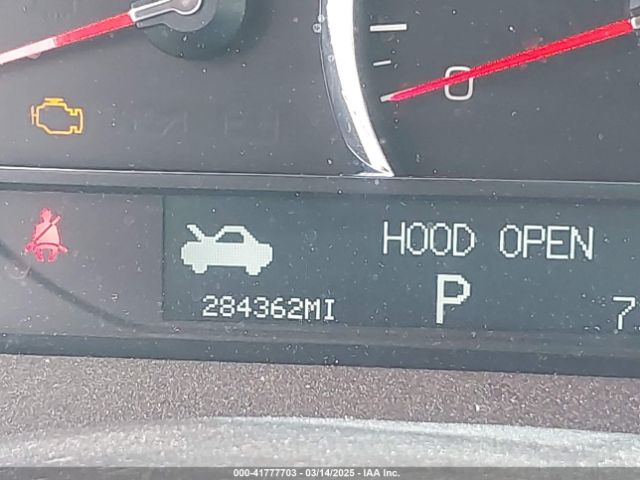 0
HOOD OPEN
284362MI
P
7
000-41777703 - 03/14/2025 - IAA Inc.